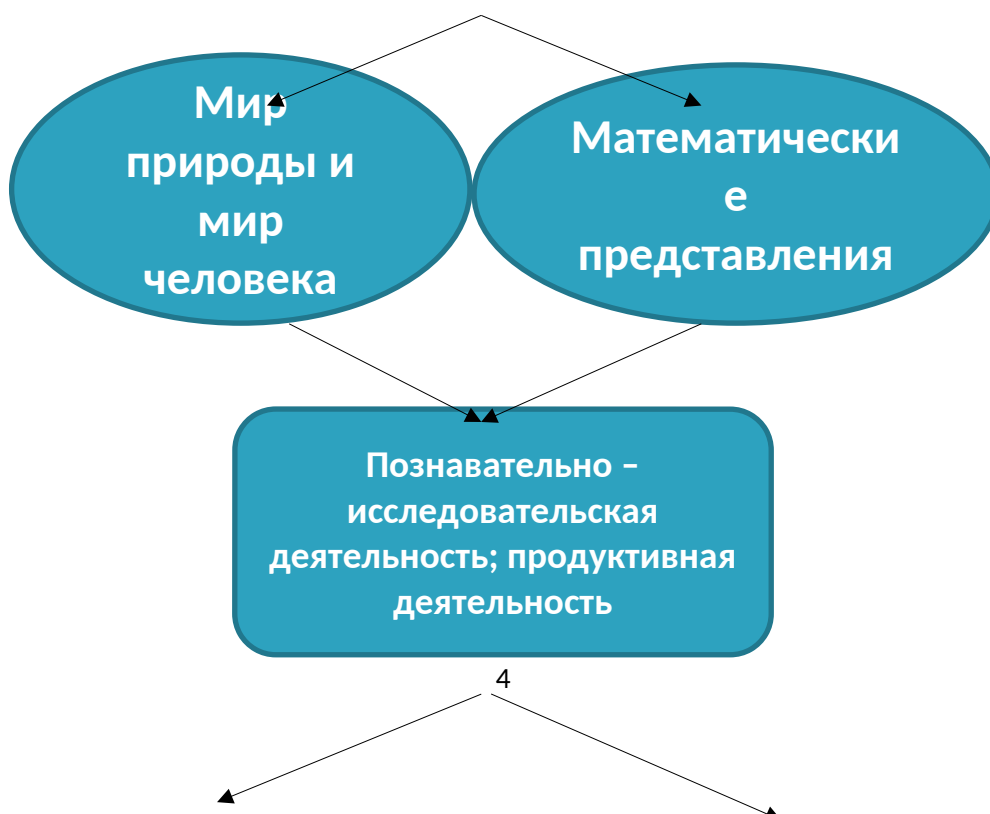 Мир
природы и
мир
человека
Математически
е
представления
Познавательно –
исследовательская
деятельность; продуктивная
деятельность
4